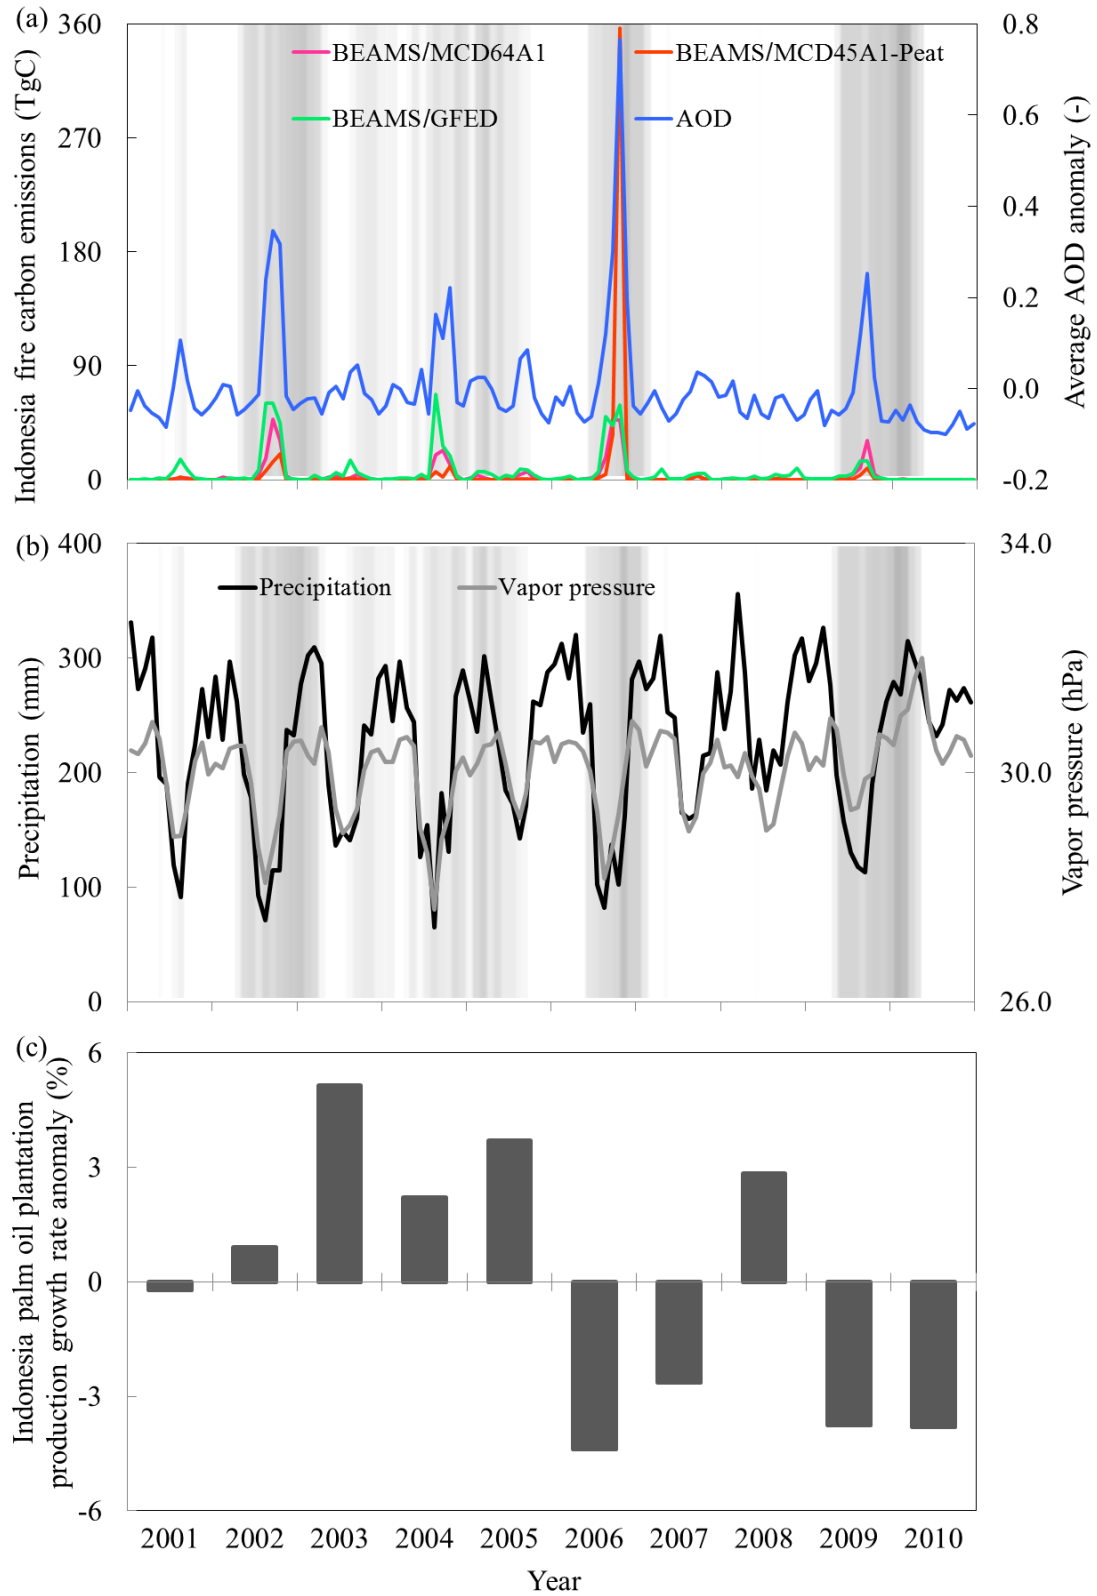 (a)
360
270
180
90
0
Indonesia fire carbon emissions (TgC)
BEAMS/MCD64A1
BEAMS/MCD45A1-Peat
BEAMS/GFED
AOD
0.8
0.6
0.4
0.2
0.0
-0.2
Average AOD anomaly (-)
(b)
400
300
200
100
0
Precipitation (mm)
Precipitation
Vapor pressure
34.0
30.0
26.0
Vapor pressure (hPa)
(c)
6
3
0
-3
-6
Indonesia palm oil plantation
production growth rate anomaly (%)
2001 2002 2003 2004 2005 2006 2007 2008 2009 2010
Year